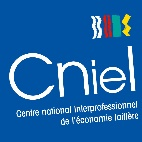 Cniel
Centre national interprofessionnel
de l'économie laitière